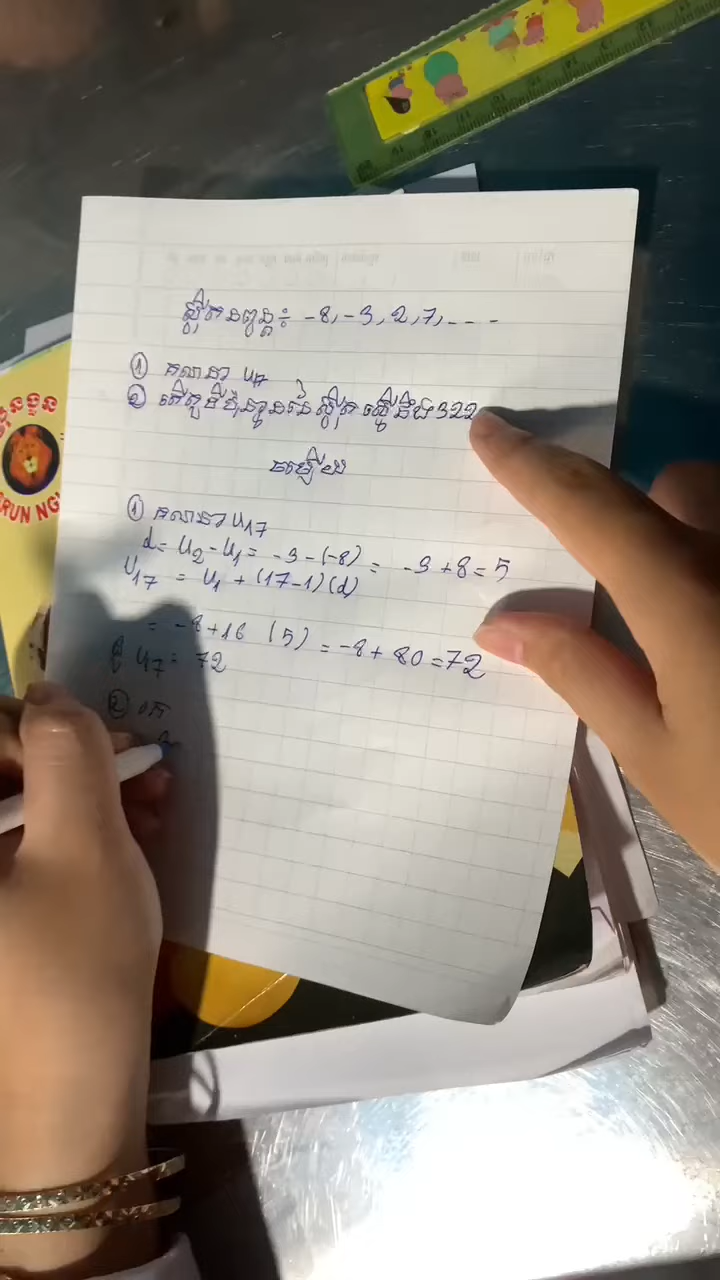 ស្វ៊ីតនព្វន្ត៖ -8, -3, 2, 7, ----
① គណនា U17
② តើតួទីប៉ុន្មាននៃស្វ៊ីតស្មើនឹង 322
ចម្លើយ
① គណនា U17
d = U2 - U1 = -3 - (-8) = -3 + 8 = 5
U17 = U1 + (17-1)(d)
= -8 + 16 (5) = -8 + 80 = 72
U17 = 72
②
ARUN NG